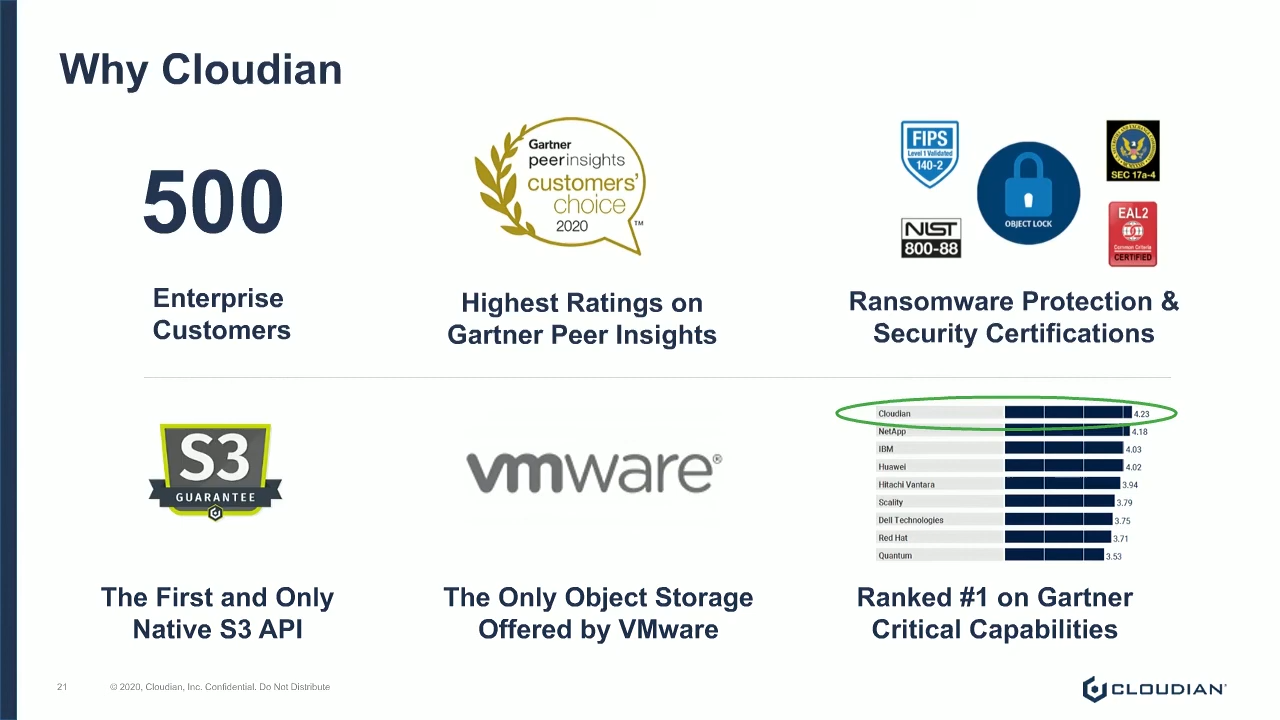 Why Cloudian
500
Enterprise
Customers
Gartner
peerinsights
customers'
choice
2020
TM
Highest Ratings on
Gartner Peer Insights
FIPS
Level 1 Validated
140-2
NIST
800-88
OBJECT LOCK
SEC 17a-4
EAL2
Common Criteria
CERTIFIED
Ransomware Protection &
Security Certifications
S3
GUARANTEE
The First and Only
Native S3 API
vmware®
The Only Object Storage
Offered by VMware
Cloudian 4.23
NetApp 4.18
IBM 4.03
Huawei 4.02
Hitachi Vantara 3.94
Scality 3.79
Dell Technologies 3.75
Red Hat 3.71
Quantum 3.53
Ranked #1 on Gartner
Critical Capabilities
21 © 2020, Cloudian, Inc. Confidential. Do Not Distribute
CLOUDIAN